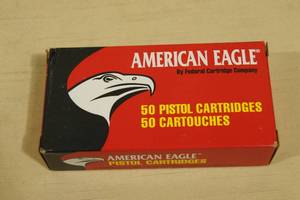 AMERICAN EAGLE®
By Federal Cartridge Company
50 PISTOL CARTRIDGES
50 CARTOUCHES
AMERICAN EAGLE®
PISTOL CARTRIDGES